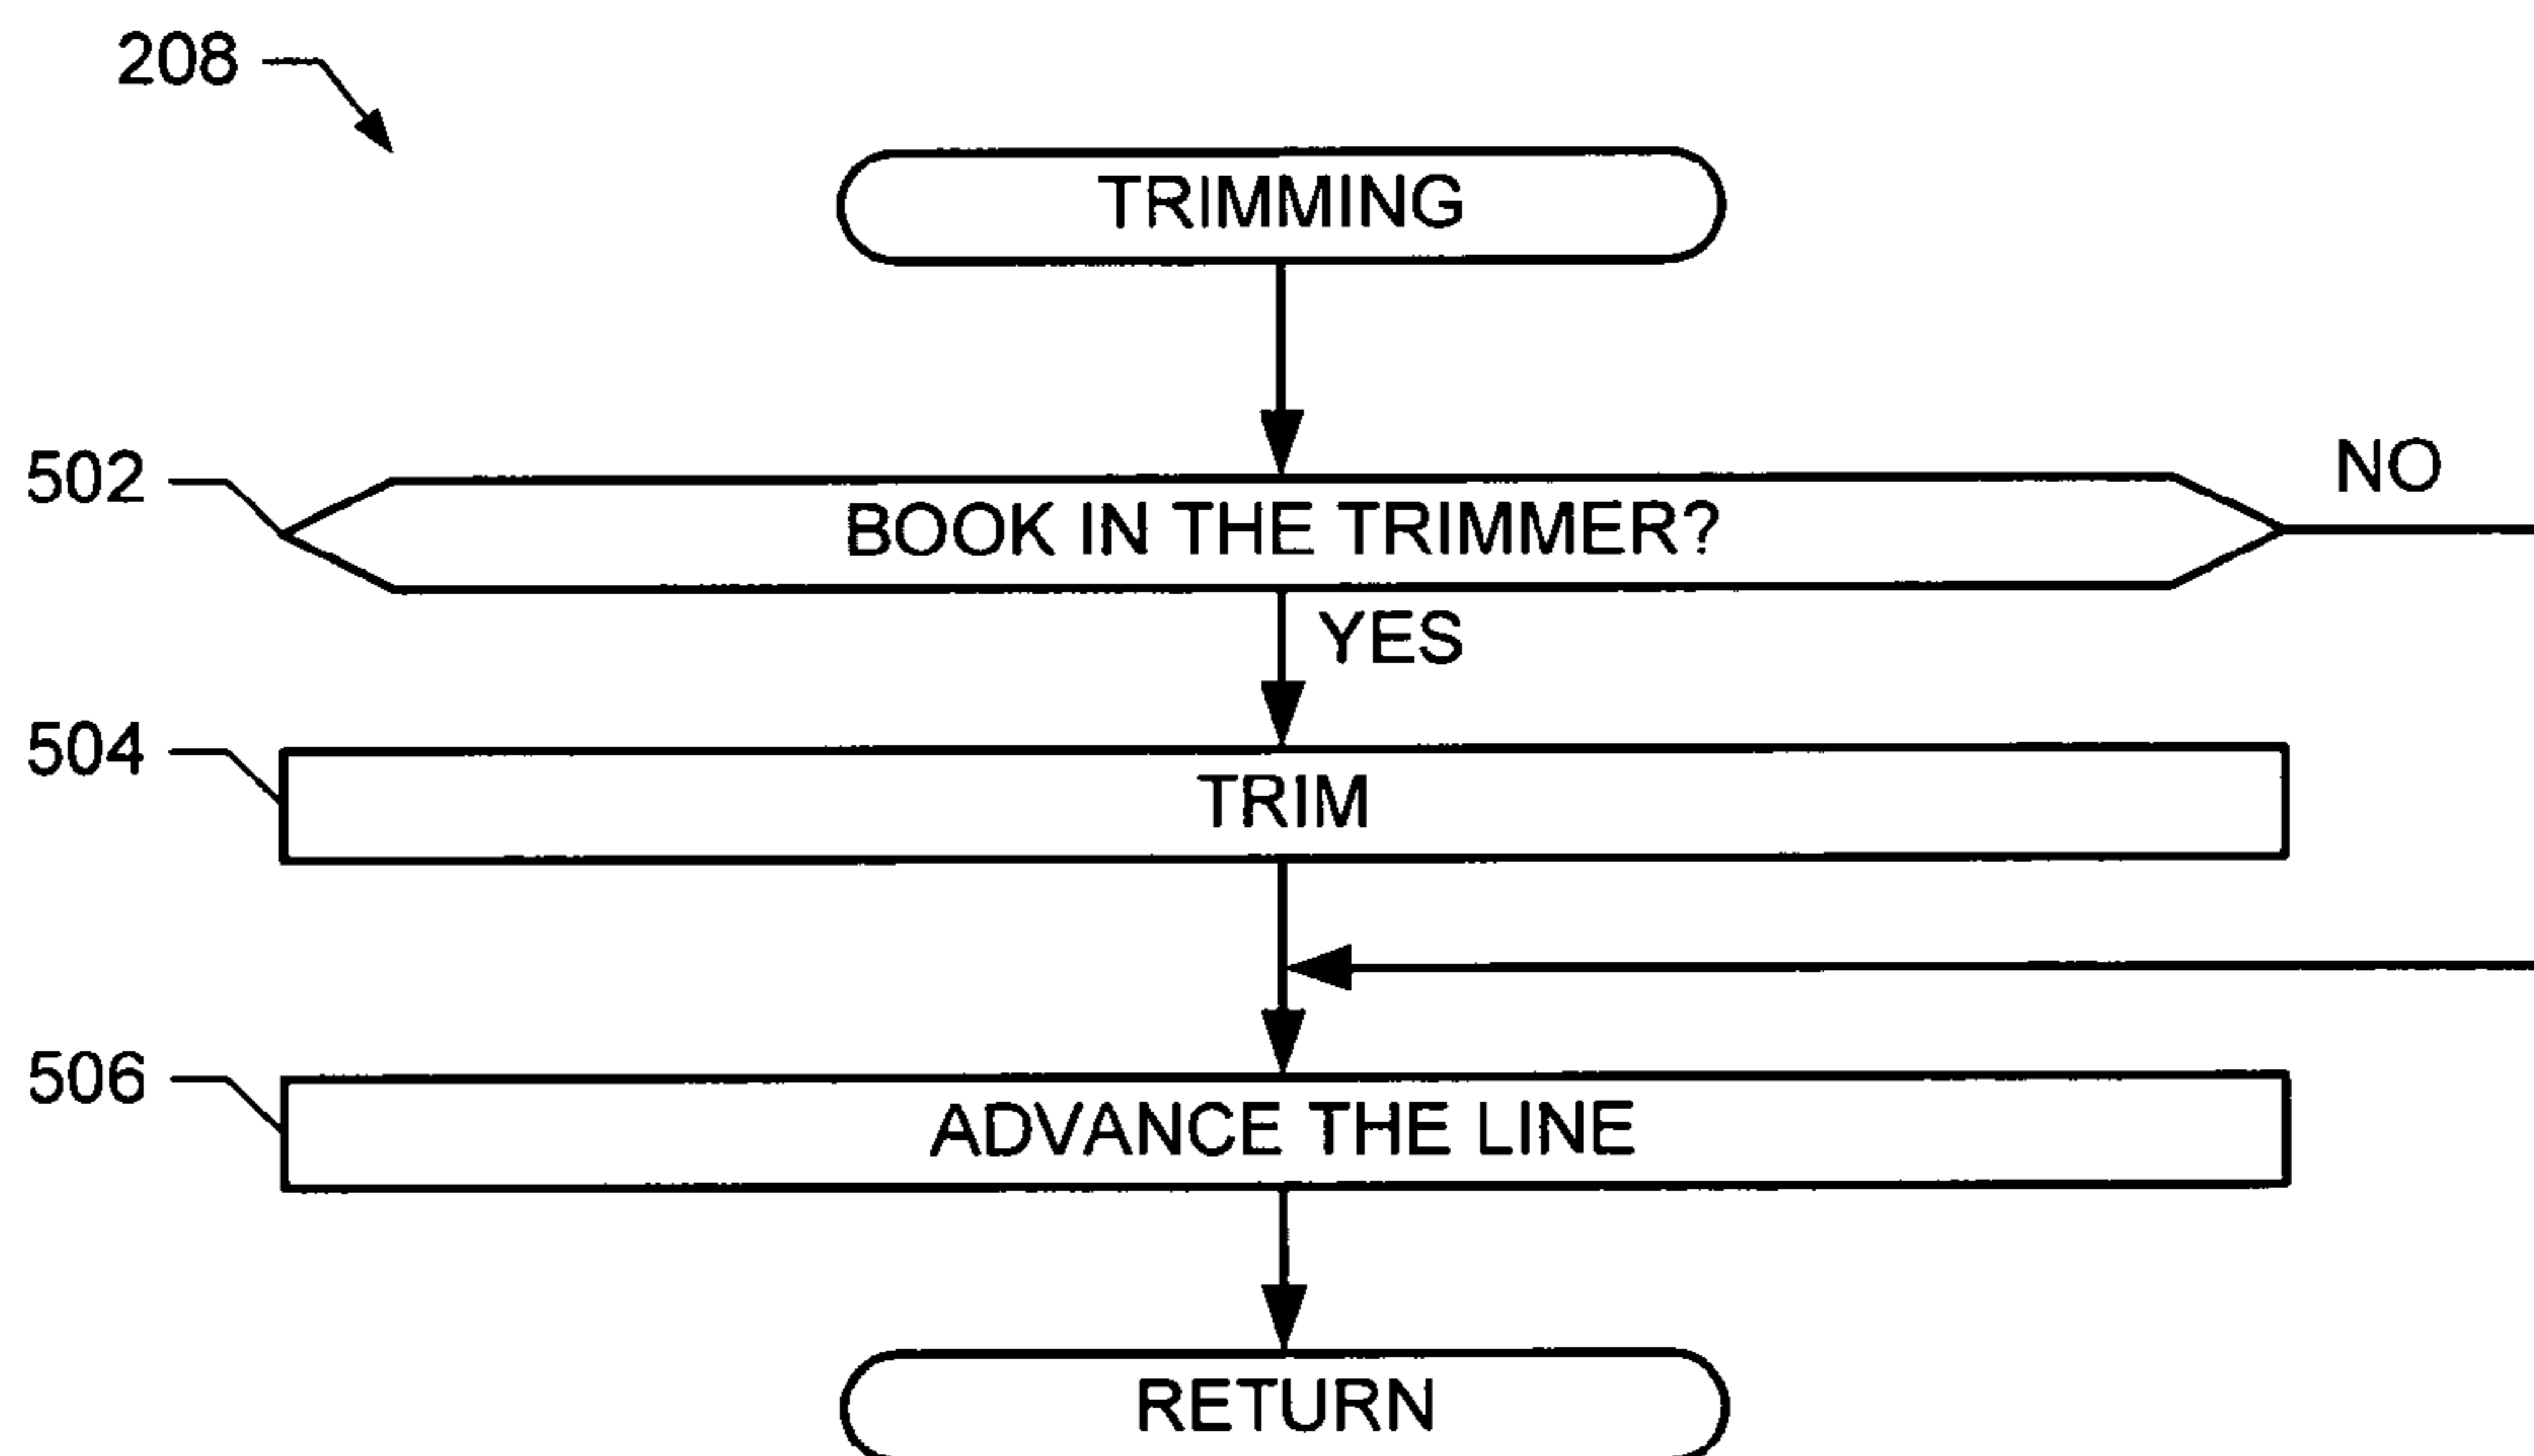 208
TRIMMING
502
BOOK IN THE TRIMMER?
NO
YES
504
TRIM
506
ADVANCE THE LINE
RETURN